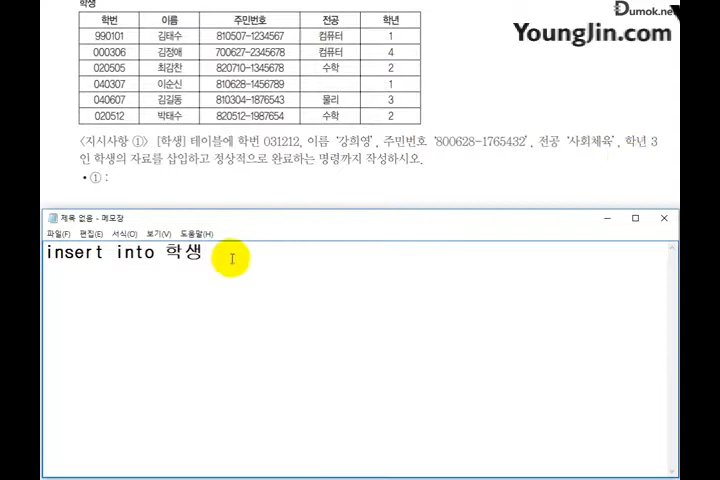 학생
Dumok.ne
YoungJin.com
학번 이름 주민번호 전공 학년
990101 김태수 810507-1234567 컴퓨터 1
000306 김정애 700627-2345678 컴퓨터 4
020505 최감찬 820710-1345678 수학 2
040307 이순신 810628-1456789 1
040607 김길동 810304-1876543 물리 3
020512 박태수 820512-1987654 수학 2
〈지시사항 ①〉 [학생] 테이블에 학번 031212, 이름 ‘강희영’, 주민번호 ‘800628-1765432’, 전공 ‘사회체육’, 학년 3
인 학생의 자료를 삽입하고 정상적으로 완료하는 명령까지 작성하시오.
• ① :
제목 없음 - 메모장
파일(F) 편집(E) 서식(O) 보기(V) 도움말(H)
insert into 학생